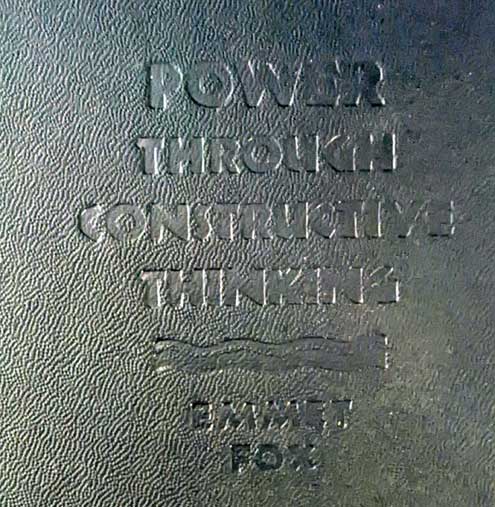 POWER
THROUGH
CONSTRUCTIVE
THINKING
EMMET
FOX